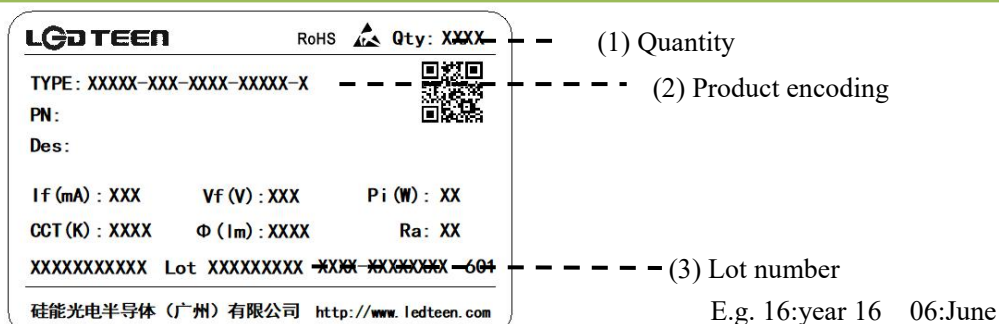 LEDTEEN RoHS Qty: XXXX (1) Quantity
TYPE: XXXXX-XXX-XXXX-XXXXX-X (2) Product encoding
PN:
Des:
If(mA): XXX Vf(V): XXX Pi(W): XX
CCT(K): XXXX Φ(lm): XXXX Ra: XX
XXXXXXXXXXX Lot XXXXXXXXX-XXXX-XXXXXXXX-601 (3) Lot number
硅能光电半导体（广州）有限公司 http://www.ledteen.com E.g. 16:year 16 06:June